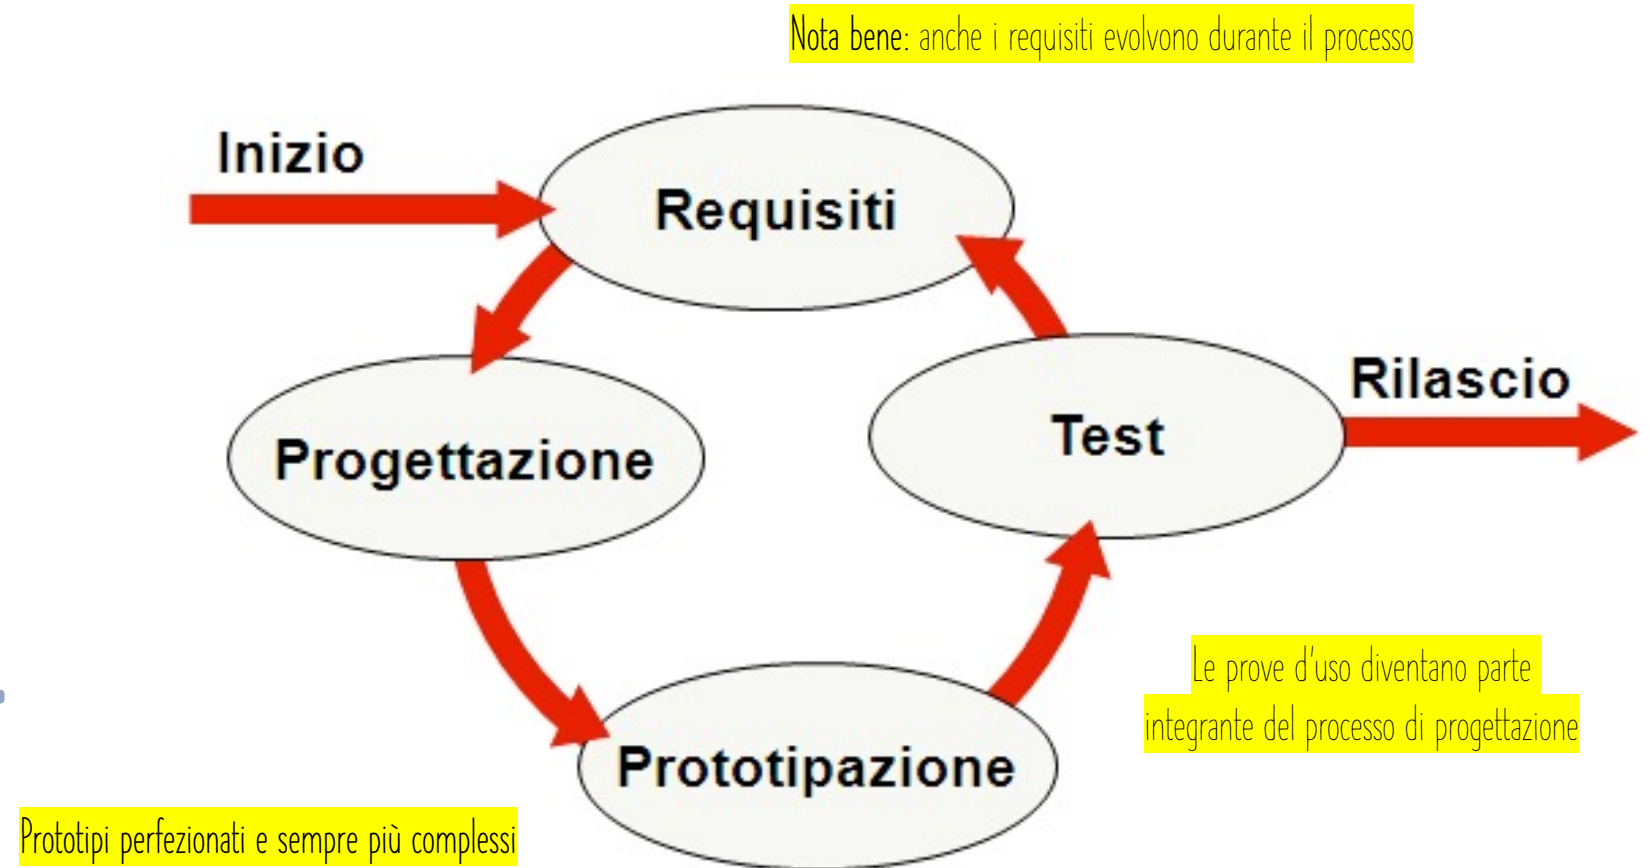 Nota bene: anche i requisiti evolvono durante il processo
Inizio
Requisiti
Rilascio
Test
Progettazione
Le prove d'uso diventano parte
integrante del processo di progettazione
Prototipazione
Prototipi perfezionati e sempre più complessi